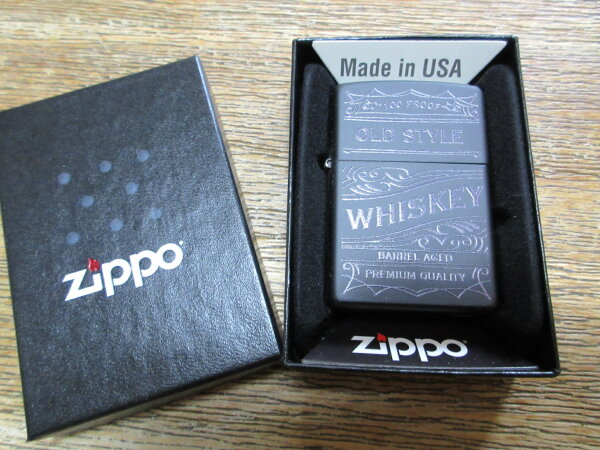 zippo
Made in USA
100 PROOF
OLD STYLE
WHISKEY
BARREL AGED
PREMIUM QUALITY
zippo